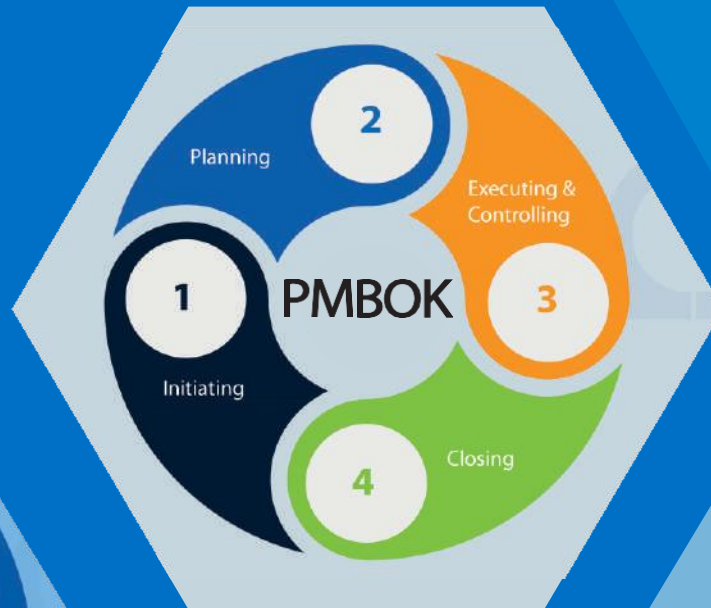 2
Planning
Executing &
Controlling
1
PMBOK
3
Initiating
Closing
4